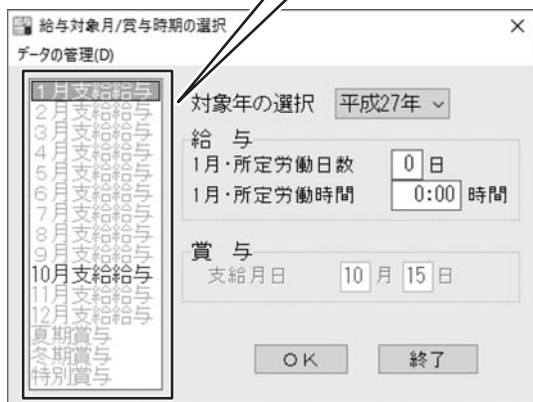 給与対象月/賞与時期の選択
データの管理(D)
1月支給給与
2月支給給与
3月支給給与
4月支給給与
5月支給給与
6月支給給与
7月支給給与
8月支給給与
9月支給給与
10月支給給与
11月支給給与
12月支給給与
夏期賞与
冬期賞与
特別賞与
対象年の選択 平成27年
給 与
1月・所定労働日数 0 日
1月・所定労働時間 0:00 時間
賞 与
支給月日 10 月 15 日
OK 終了